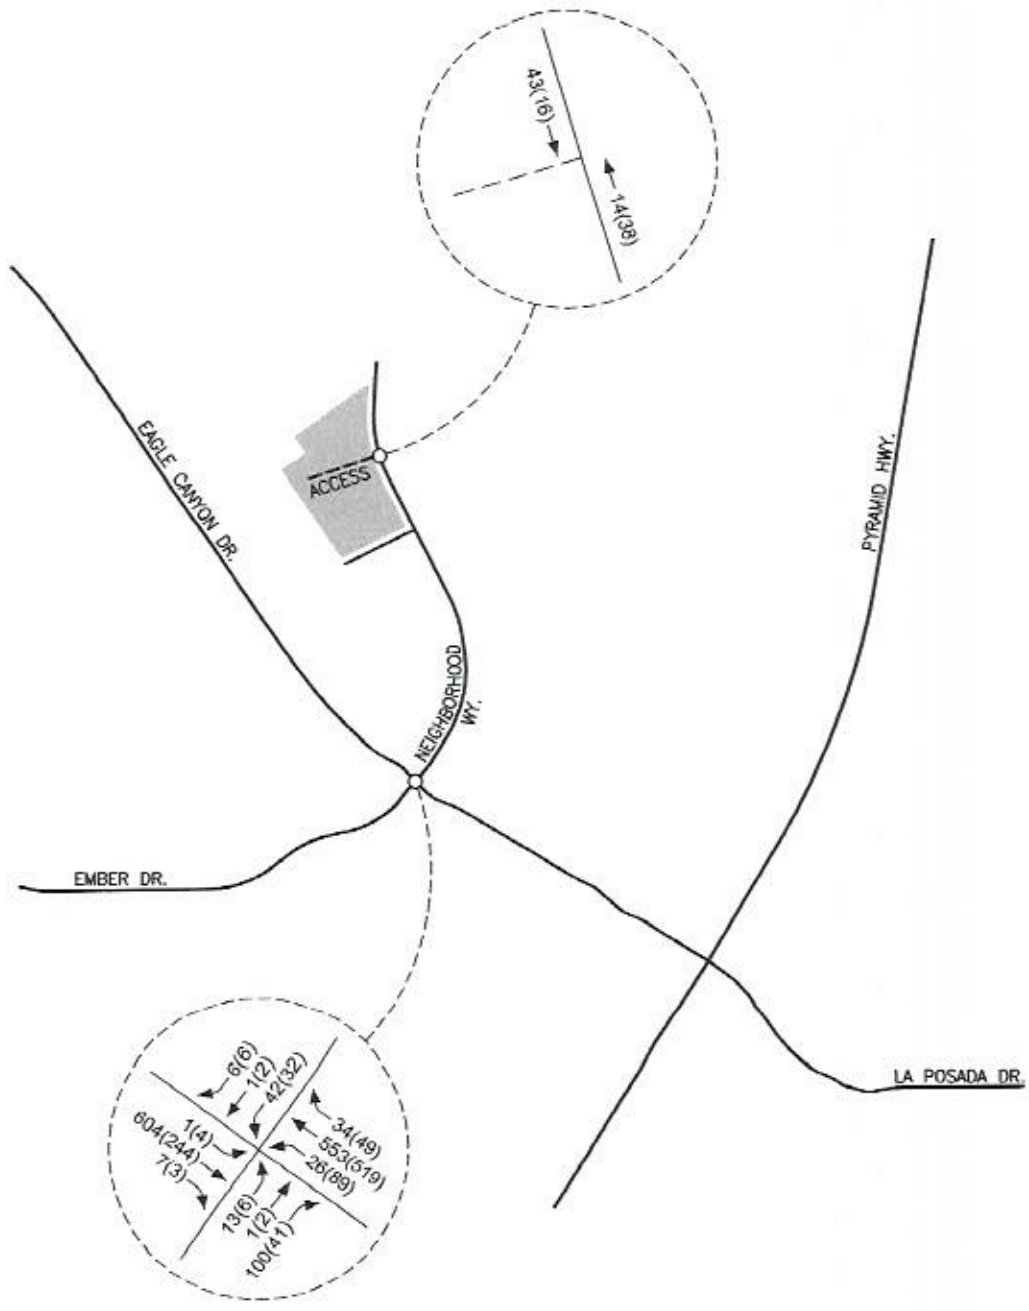 43(16)
14(38)
EAGLE CANYON DR.
ACCESS
PYRAMID HWY.
NEIGHBORHOOD
WY.
EMBER DR.
LA POSADA DR.
6(6)
1(2)
42(32)
1(4)
604(244)
7(3)
34(49)
553(519)
26(89)
13(6)
1(2)
100(41)